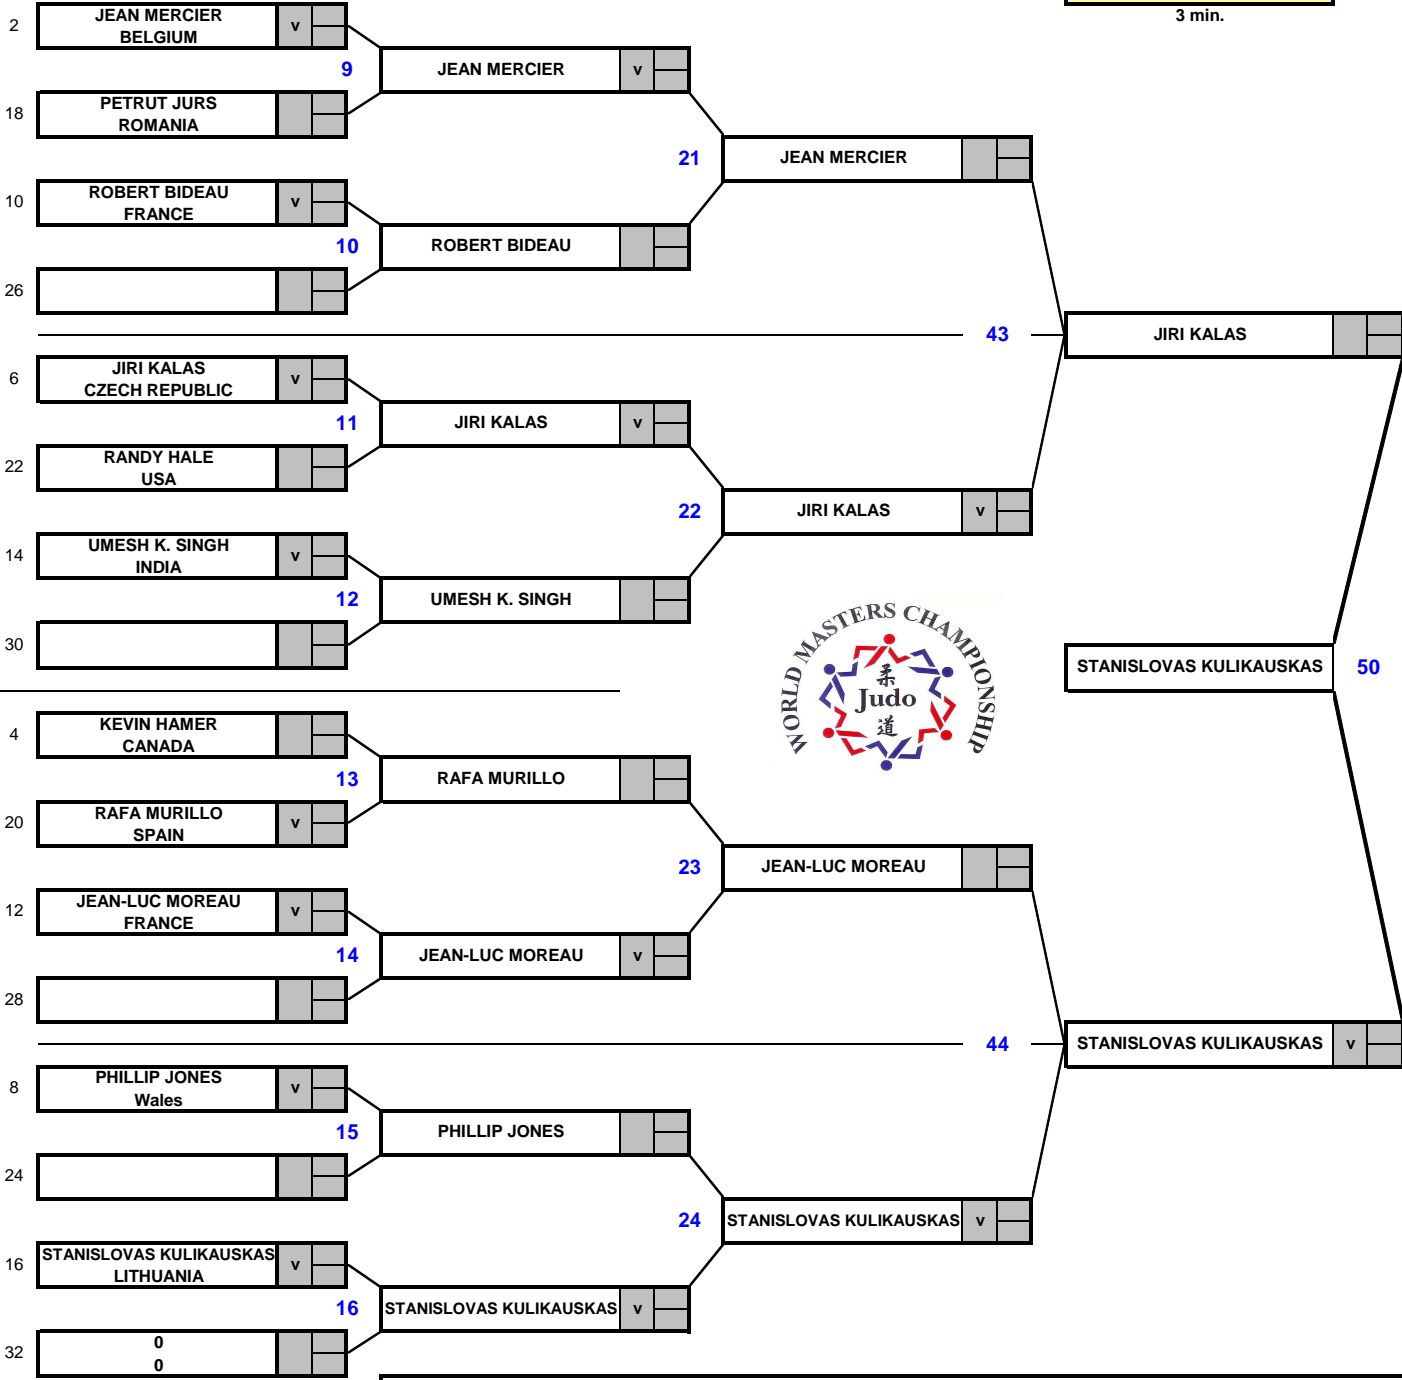 3 min.
2
JEAN MERCIER
BELGIUM
v
9
JEAN MERCIER
v
18
PETRUT JURS
ROMANIA
21
JEAN MERCIER
10
ROBERT BIDEAU
FRANCE
v
10
ROBERT BIDEAU
26
43
JIRI KALAS
6
JIRI KALAS
CZECH REPUBLIC
v
11
JIRI KALAS
v
22
RANDY HALE
USA
22
JIRI KALAS
v
14
UMESH K. SINGH
INDIA
v
12
UMESH K. SINGH
30
WORLD MASTERS CHAMPIONSHIP
柔
Judo
道
STANISLOVAS KULIKAUSKAS
50
4
KEVIN HAMER
CANADA
13
RAFA MURILLO
20
RAFA MURILLO
SPAIN
v
23
JEAN-LUC MOREAU
12
JEAN-LUC MOREAU
FRANCE
v
14
JEAN-LUC MOREAU
v
28
44
STANISLOVAS KULIKAUSKAS
v
8
PHILLIP JONES
Wales
v
15
PHILLIP JONES
24
24
STANISLOVAS KULIKAUSKAS
v
16
STANISLOVAS KULIKAUSKAS
LITHUANIA
v
16
STANISLOVAS KULIKAUSKAS
v
32
0
0